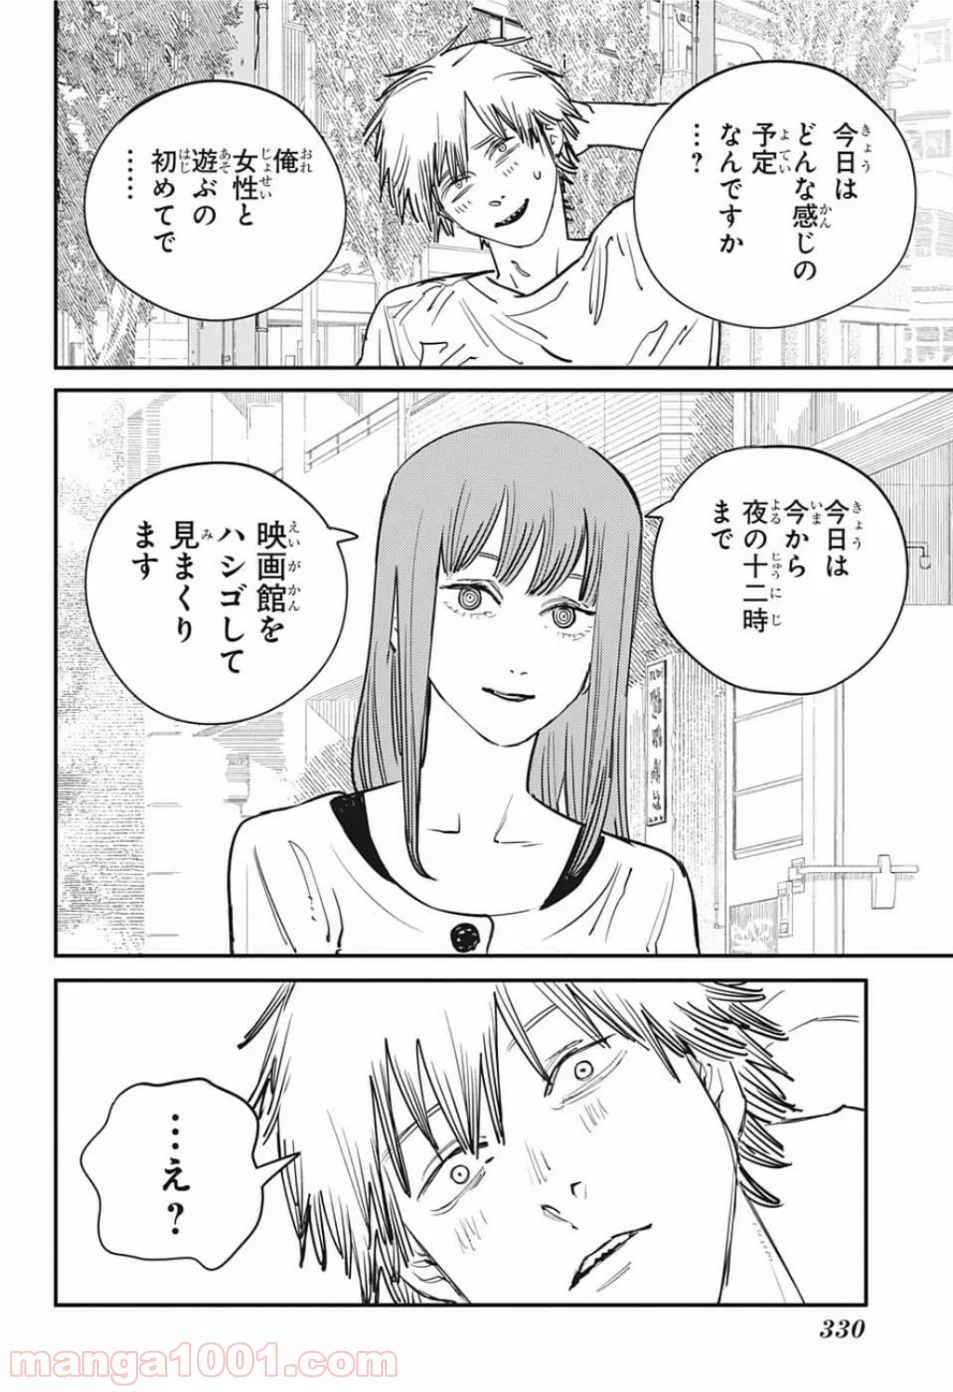 今日は
どんな感じの
予定
なんですか
…?
俺
女性と
遊ぶの
初めてで
……
今日は
今から
夜の十二時
まで
映画館を
ハシゴして
見まくり
ます
…え?
330
manga1001.com